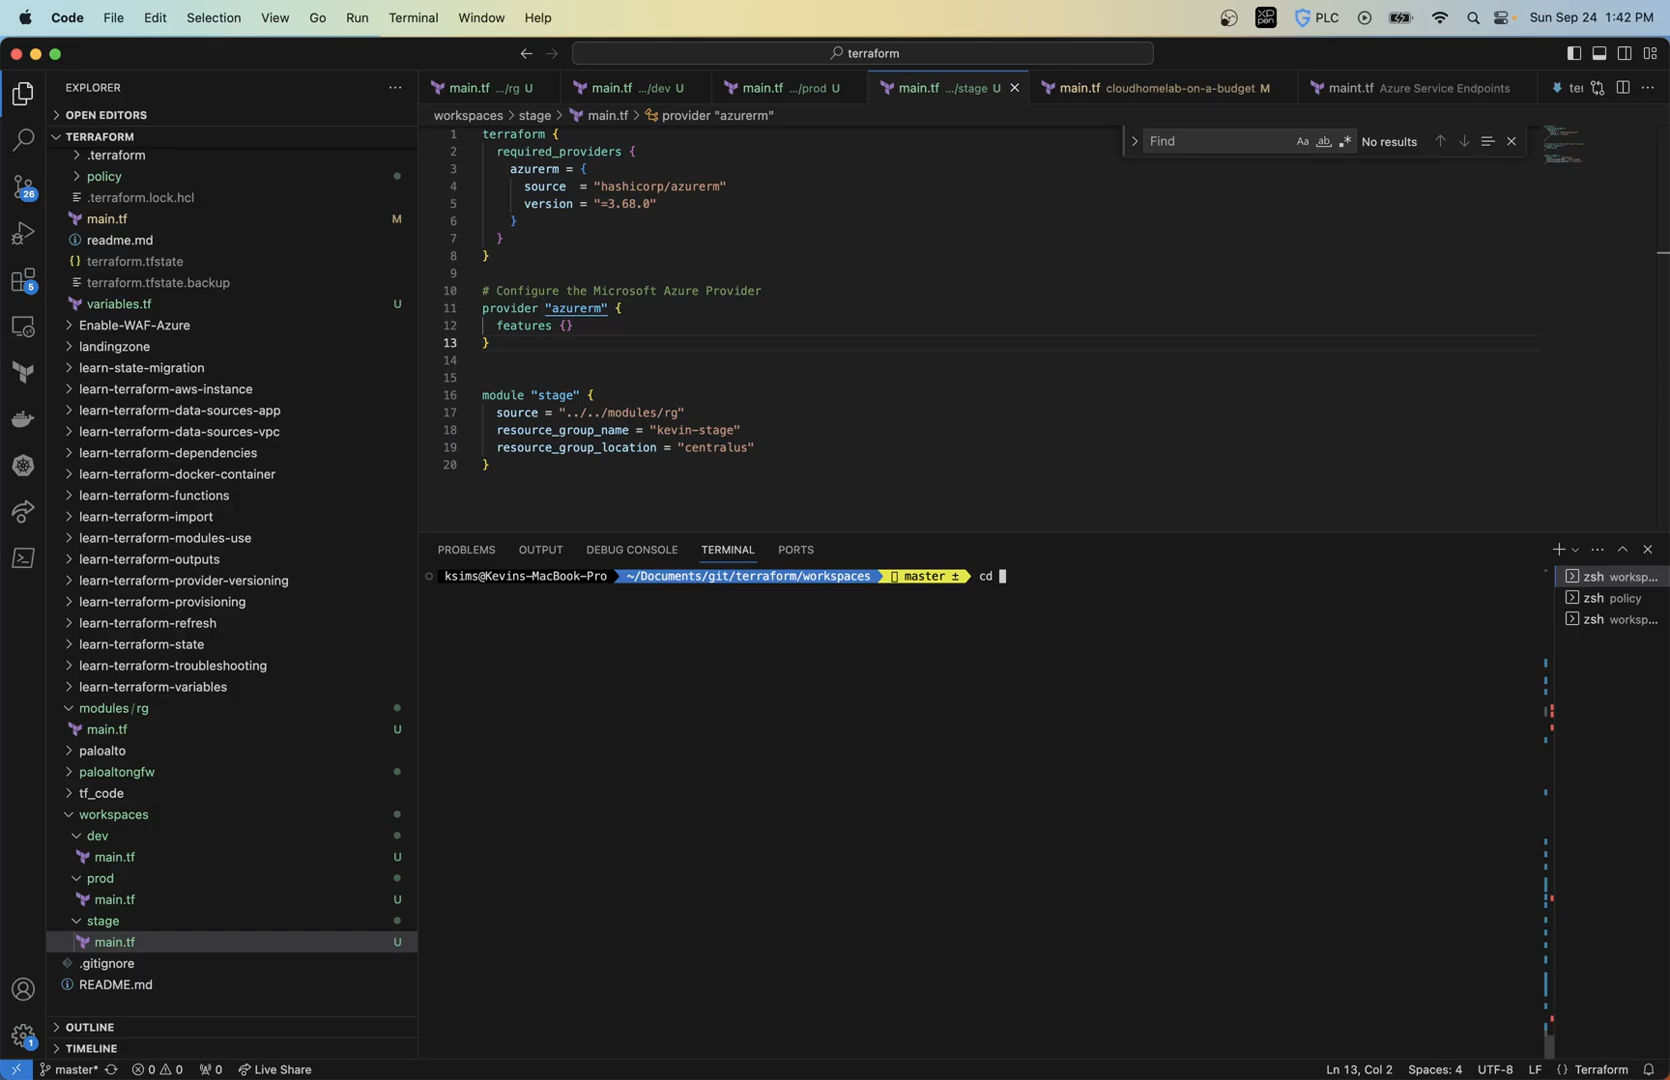 Code File Edit Selection View Go Run Terminal Window Help
XP PEN PLC Sun Sep 24 1:42 PM
terraform
EXPLORER
OPEN EDITORS
TERRAFORM
.terraform
policy
.terraform.lock.hcl
main.tf M
readme.md
terraform.tfstate
terraform.tfstate.backup
variables.tf U
Enable-WAF-Azure
landingzone
learn-state-migration
learn-terraform-aws-instance
learn-terraform-data-sources-app
learn-terraform-data-sources-vpc
learn-terraform-dependencies
learn-terraform-docker-container
learn-terraform-functions
learn-terraform-import
learn-terraform-modules-use
learn-terraform-outputs
learn-terraform-provider-versioning
learn-terraform-provisioning
learn-terraform-refresh
learn-terraform-state
learn-terraform-troubleshooting
learn-terraform-variables
modules/rg
main.tf U
paloalto
paloaltongfw
tf_code
workspaces
dev
main.tf U
prod
main.tf U
stage
main.tf U
.gitignore
README.md
OUTLINE
TIMELINE
26
5
1
main.tf .../rg U main.tf .../dev U main.tf .../prod U main.tf .../stage U main.tf cloudhomelab-on-a-budget M maint.tf Azure Service Endpoints ter
workspaces > stage > main.tf > provider "azurerm"
Find Aa ab .* No results
1 terraform {
2 required_providers {
3 azurerm = {
4 source = "hashicorp/azurerm"
5 version = "=3.68.0"
6 }
7 }
8 }
9
10 # Configure the Microsoft Azure Provider
11 provider "azurerm" {
12 features {}
13 }
14
15
16 module "stage" {
17 source = "../../modules/rg"
18 resource_group_name = "kevin-stage"
19 resource_group_location = "centralus"
20 }
PROBLEMS OUTPUT DEBUG CONSOLE TERMINAL PORTS
ksims@Kevins-MacBook-Pro ~/Documents/git/terraform/workspaces master ± cd
zsh worksp...
zsh policy
zsh worksp...
master* 0 0 0 Live Share Ln 13, Col 2 Spaces: 4 UTF-8 LF {} Terraform